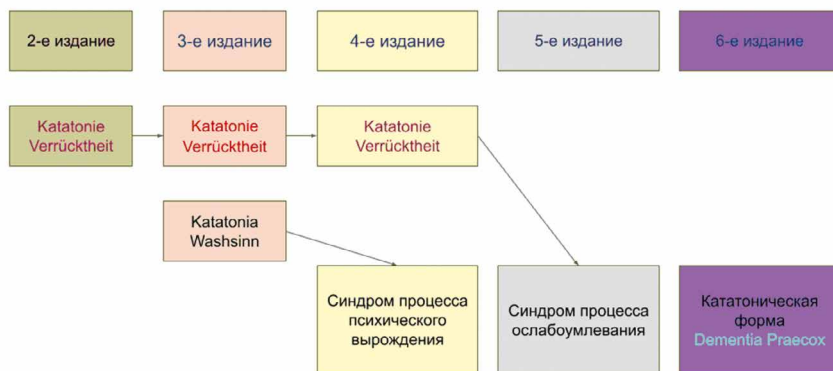 2-е издание
3-е издание
4-е издание
5-е издание
6-е издание
Katatonie
Verrücktheit
Katatonie
Verrücktheit
Katatonie
Verrücktheit
Katatonia
Washsinn
Синдром процесса
психического
вырождения
Синдром процесса
ослабоумлевания
Кататоническая
форма
Dementia Praecox